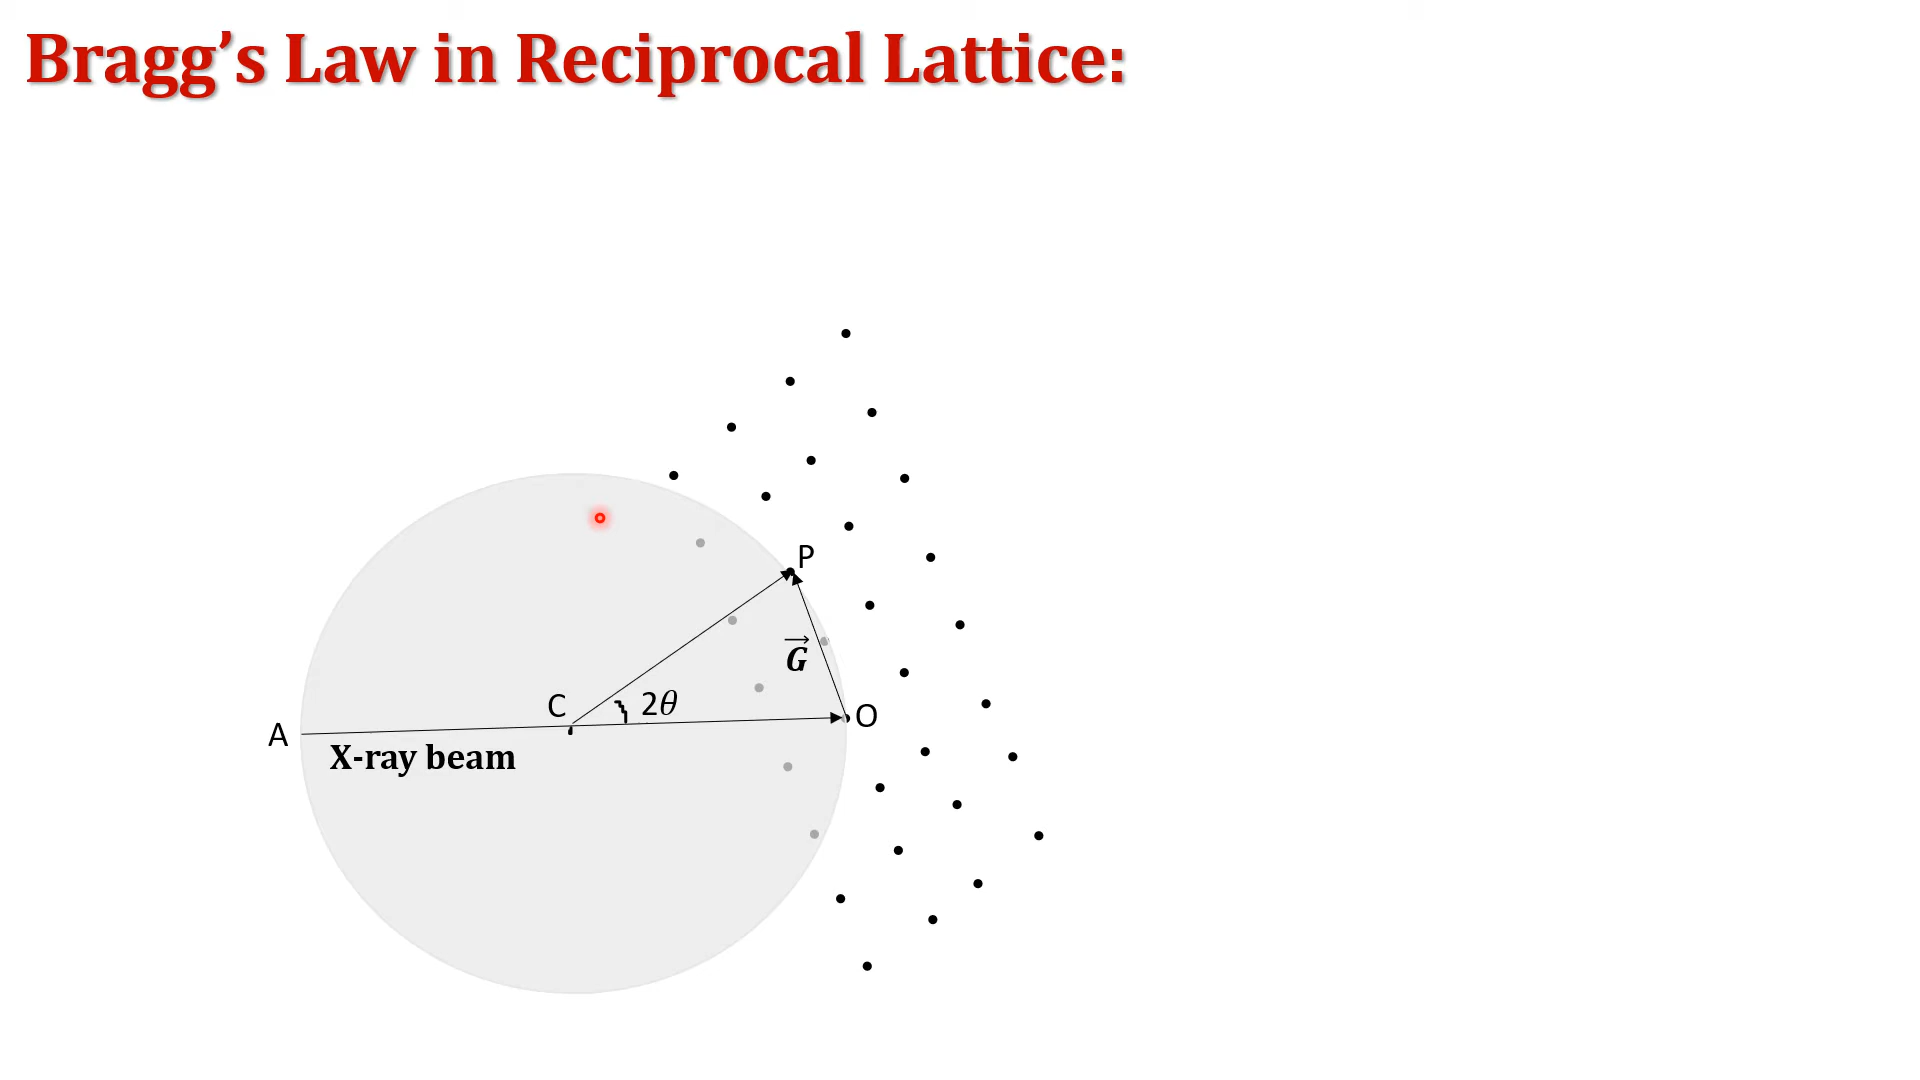 Bragg’s Law in Reciprocal Lattice:
P
G⃗
C
2θ
O
A
X-ray beam